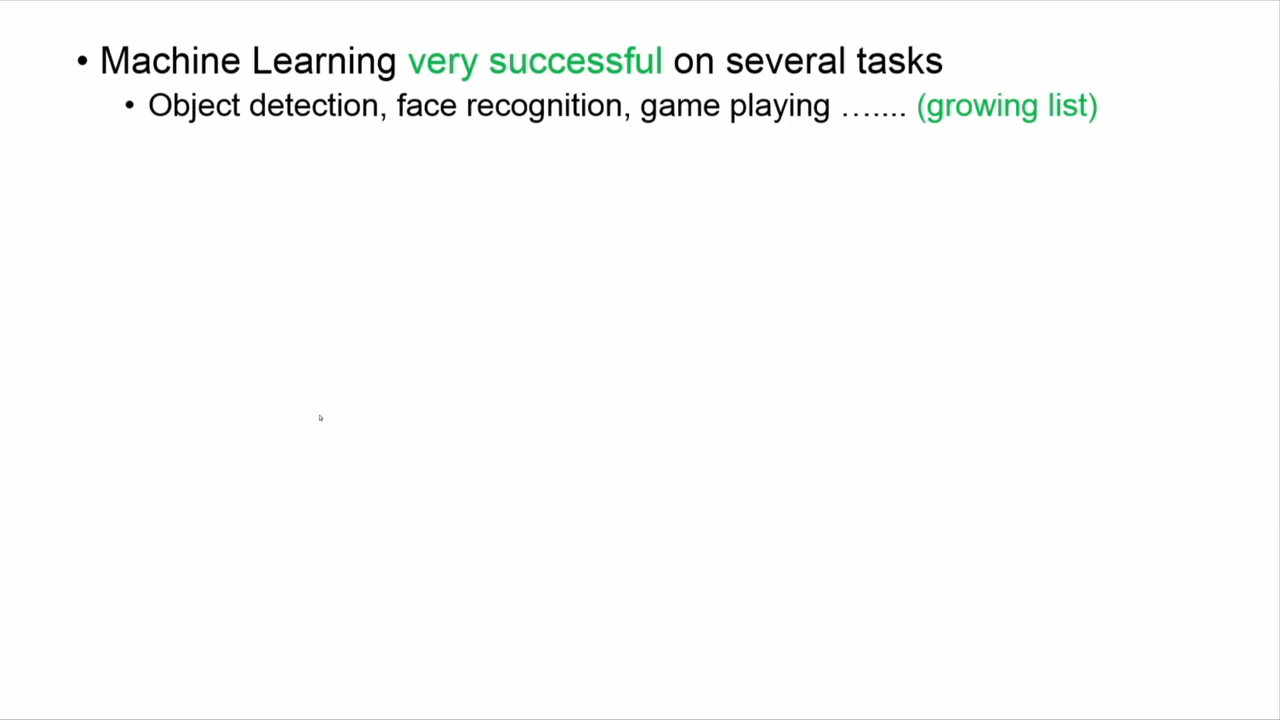 • Machine Learning very successful on several tasks
• Object detection, face recognition, game playing ….... (growing list)